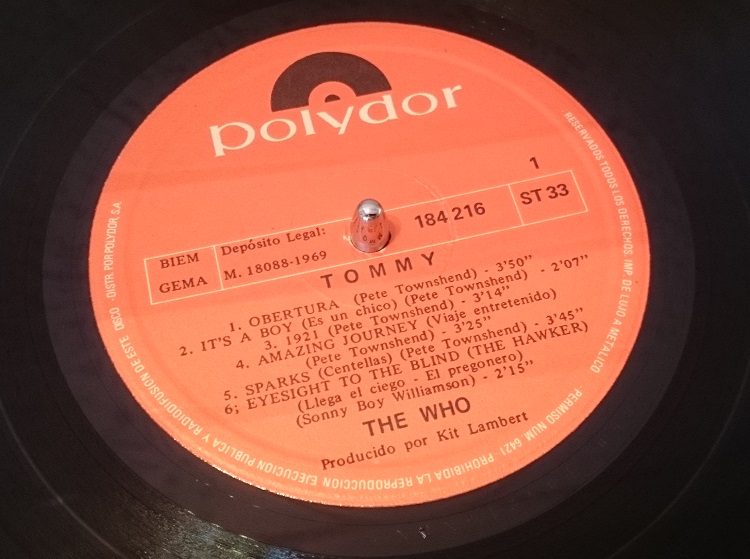 polydor
1
BIEM
GEMA
Depósito Legal:
M. 18088-1969
184 216
ST 33
TOMMY
1. OBERTURA (Pete Townshend) - 3'50"
2. IT'S A BOY (Es un chico) (Pete Townshend) - 2'07"
3. 1921 (Pete Townshend) - 3'14"
4. AMAZING JOURNEY (Viaje entretenido)
(Pete Townshend) - 3'25"
5. SPARKS (Centellas) (Pete Townshend) - 3'45"
6; EYESIGHT TO THE BLIND (THE HAWKER)
(Llega el ciego - El pregonero)
(Sonny Boy Williamson) - 2'15"
THE WHO
Producido por Kit Lambert
RESERVADOS TODOS LOS DERECHOS. IMP. DE LUJO A METALICO
-PERMISO NUM. 6421-PROHIBIDA LA REPRODUCCION EJECUCION PUBLICA Y RADIODIFUSION DE ESTE DISCO - DISTR. POR POLYDOR, S.A